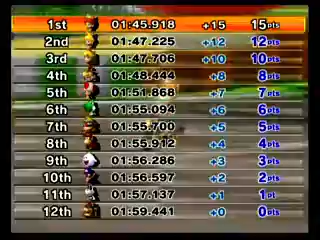 1st 01:45.918 +15 15pts
2nd 01:47.225 +12 12pts
3rd 01:47.706 +10 10pts
4th 01:48.444 +8 8pts
5th 01:51.868 +7 7pts
6th 01:55.094 +6 6pts
7th 01:55.700 +5 5pts
8th 01:55.912 +4 4pts
9th 01:56.286 +3 3pts
10th 01:56.597 +2 2pts
11th 01:57.137 +1 1pt
12th 01:59.441 +0 0pts